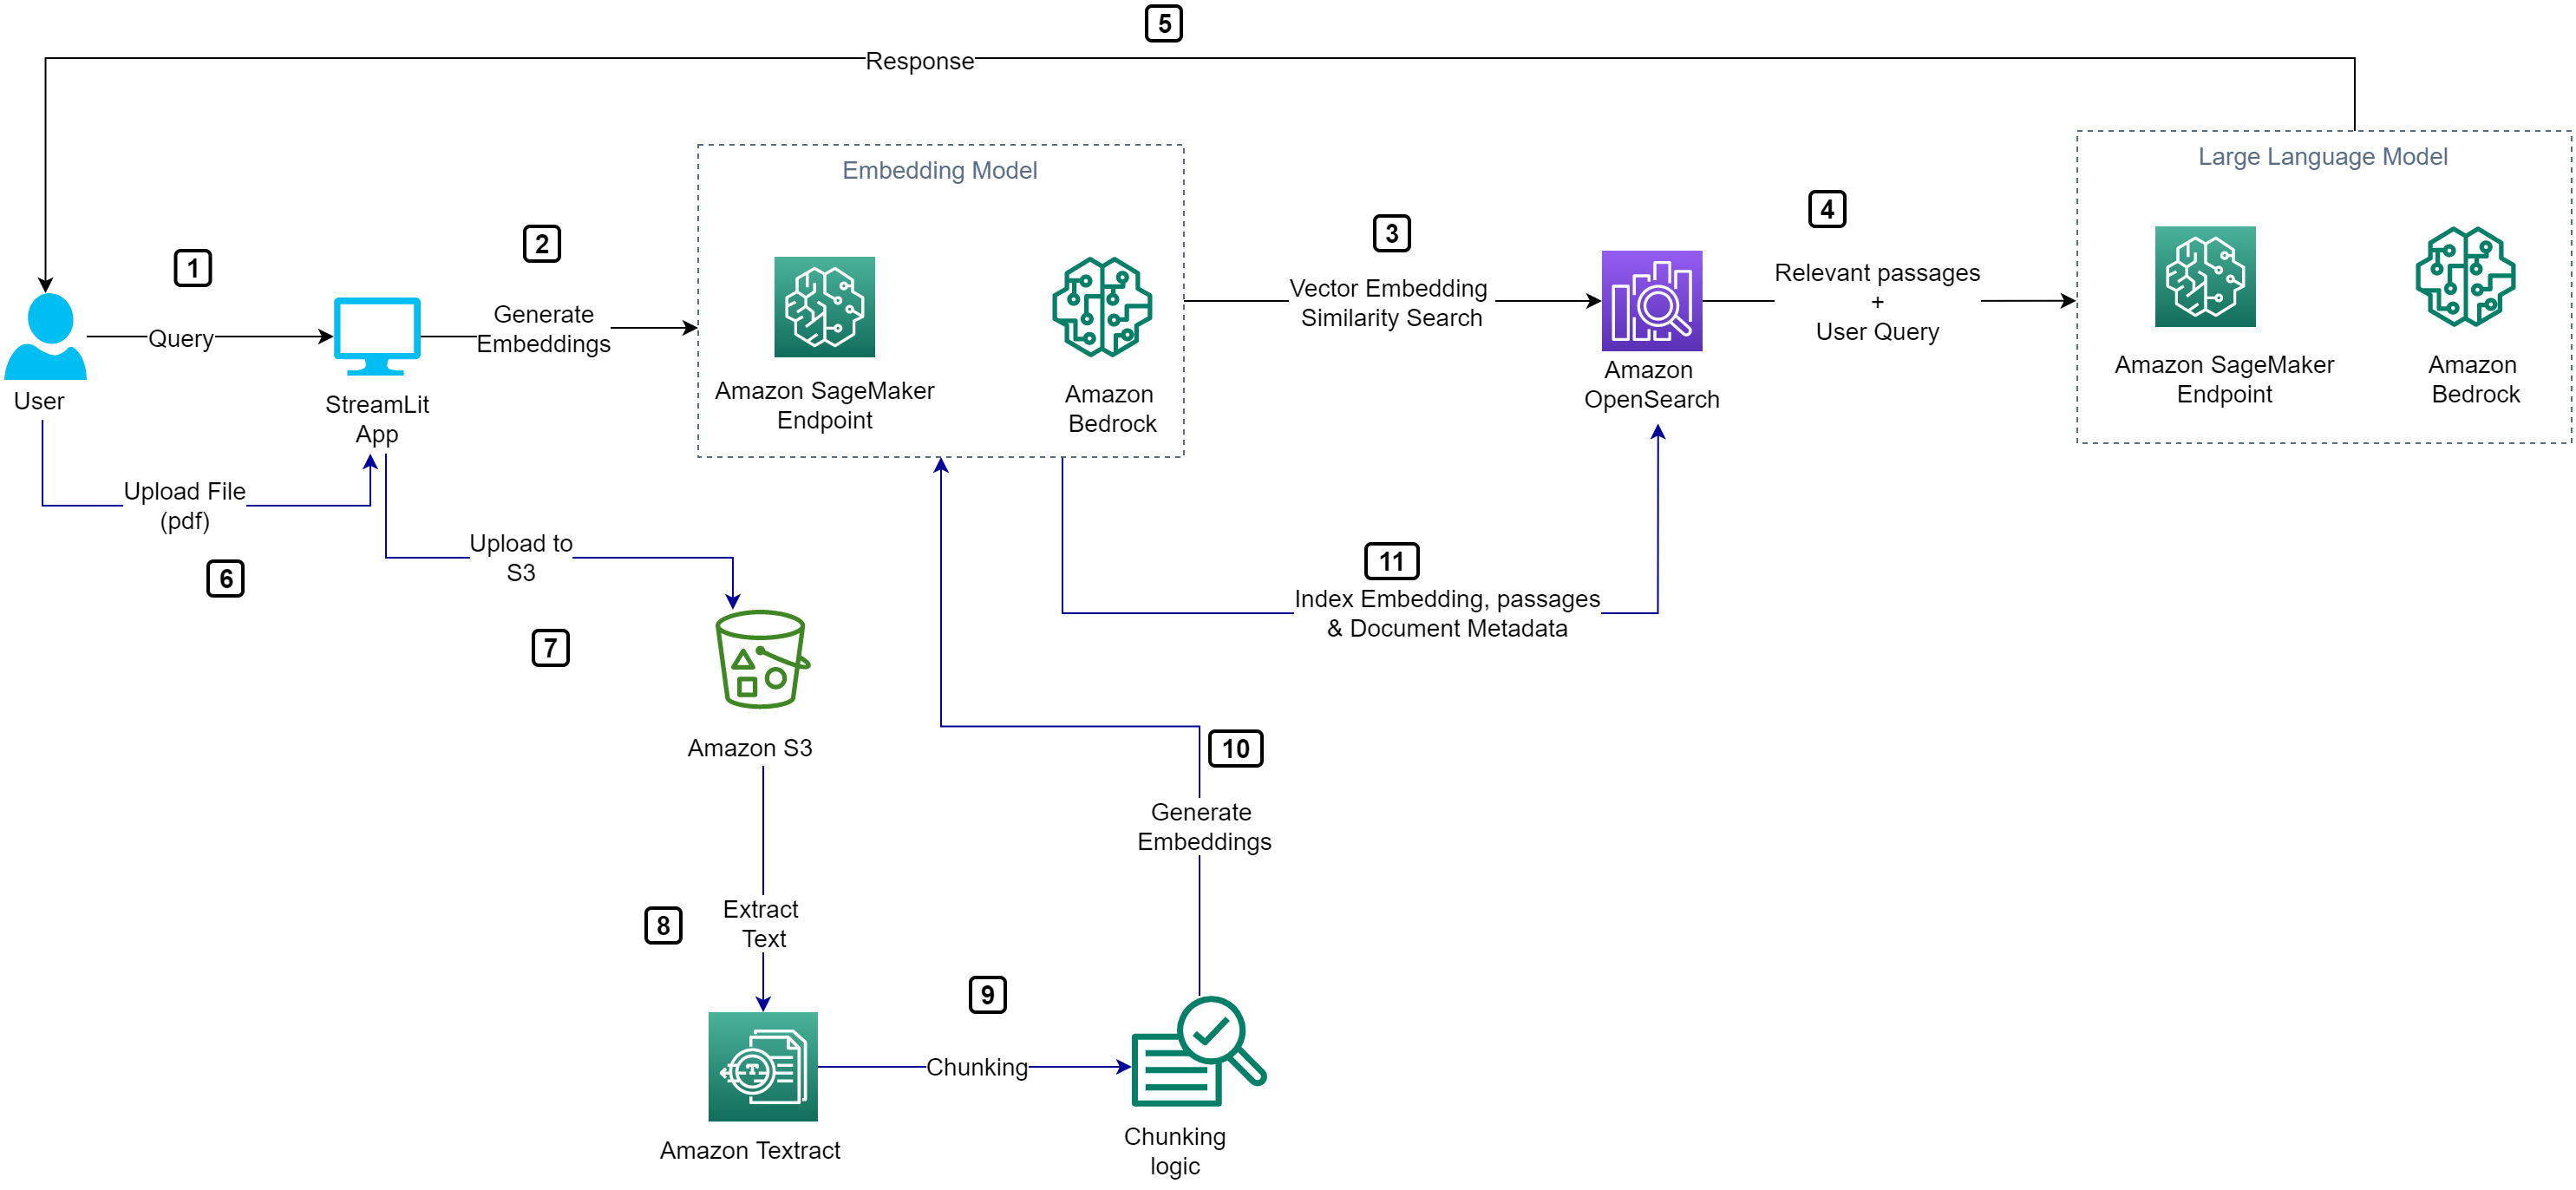 5
Response
Embedding Model
Large Language Model
1
2
3
4
Query
Generate
Embeddings
Vector Embedding
Similarity Search
Relevant passages
+
User Query
User
StreamLit
App
Amazon SageMaker
Endpoint
Amazon
Bedrock
Amazon
OpenSearch
Amazon SageMaker
Endpoint
Amazon
Bedrock
Upload File
(pdf)
6
Upload to
S3
7
11
Index Embedding, passages
& Document Metadata
Amazon S3
10
Generate
Embeddings
8
Extract
Text
9
Chunking
Amazon Textract
Chunking
logic